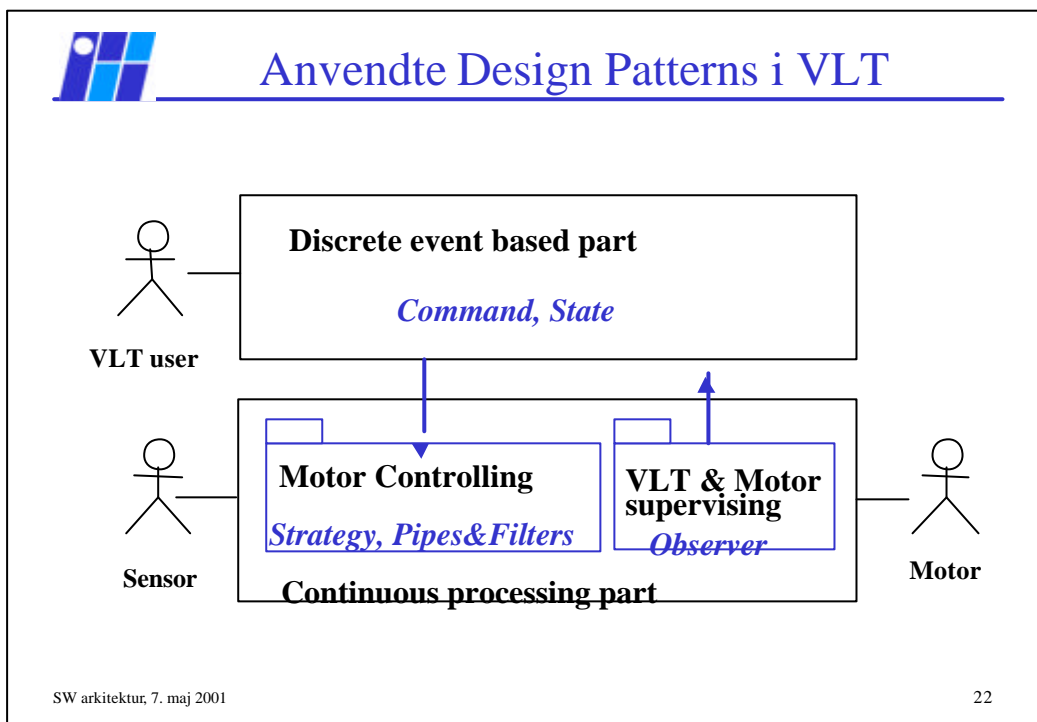 Anvendte Design Patterns i VLT
Discrete event based part
Command, State
VLT user
Motor Controlling
Strategy, Pipes&Filters
VLT & Motor
supervising
Observer
Sensor
Motor
Continuous processing part
SW arkitektur, 7. maj 2001
22